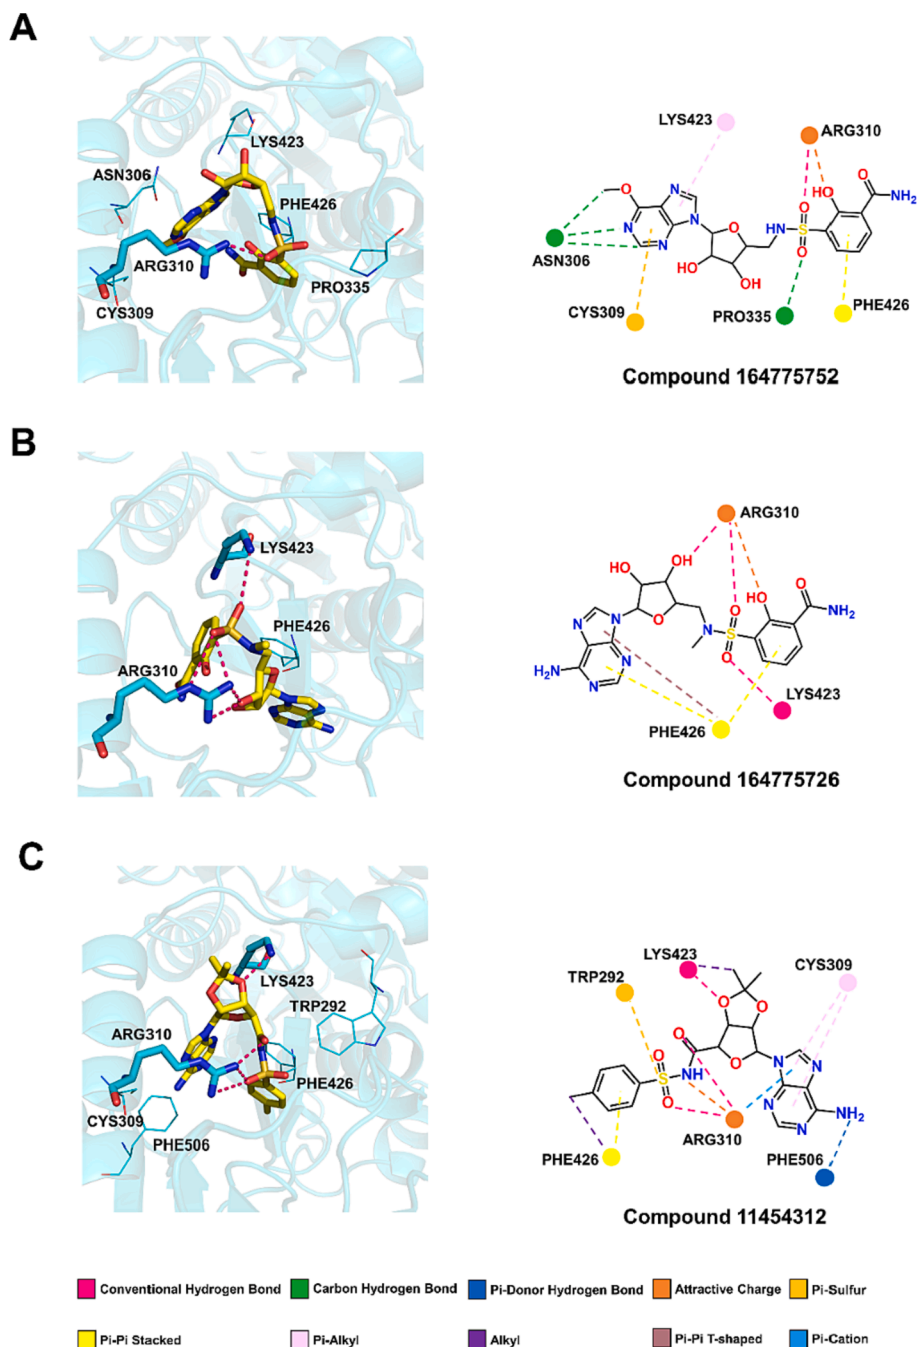 A
LYS423
ASN306
PHE426
ARG310
PRO335
CYS309
LYS423
ARG310
O
HO
O
NH2
N
N
N
N
N
O
O
NH
S
O
ASN306
HO
OH
CYS309
PRO335
PHE426
Compound 164775752
B
LYS423
PHE426
ARG310
ARG310
HO
OH
O
HO
O
NH2
N
N
O
N
S
O
H2N
N
N
N
LYS423
PHE426
Compound 164775726
C
LYS423
TRP292
ARG310
PHE426
CYS309
PHE506
LYS423
CYS309
TRP292
O
O
O
O
O
N
N
S
NH
O
N
N
NH2
ARG310
PHE426
PHE506
Compound 11454312
Conventional Hydrogen Bond
Carbon Hydrogen Bond
Pi-Donor Hydrogen Bond
Attractive Charge
Pi-Sulfur
Pi-Pi Stacked
Pi-Alkyl
Alkyl
Pi-Pi T-shaped
Pi-Cation